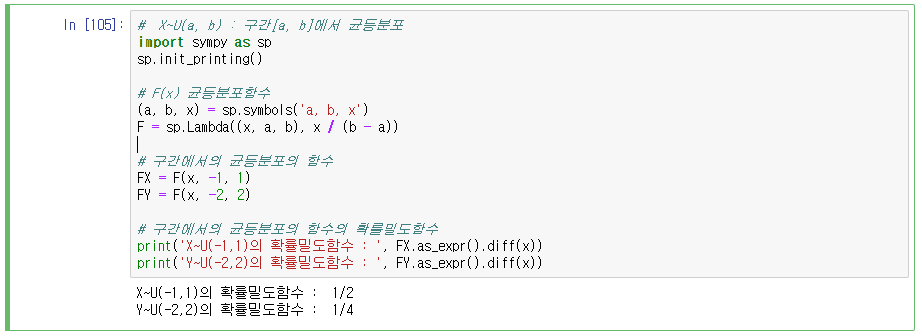 In [105]: # X~U(a, b) : 구간[a, b]에서 균등분포
import sympy as sp
sp.init_printing()
# F(x) 균등분포함수
(a, b, x) = sp.symbols('a, b, x')
F = sp.Lambda((x, a, b), x / (b - a))
# 구간에서의 균등분포의 함수
FX = F(x, -1, 1)
FY = F(x, -2, 2)
# 구간에서의 균등분포의 함수의 확률밀도함수
print('X~U(-1,1)의 확률밀도함수 : ', FX.as_expr().diff(x))
print('Y~U(-2,2)의 확률밀도함수 : ', FY.as_expr().diff(x))
X~U(-1,1)의 확률밀도함수 :  1/2
Y~U(-2,2)의 확률밀도함수 :  1/4